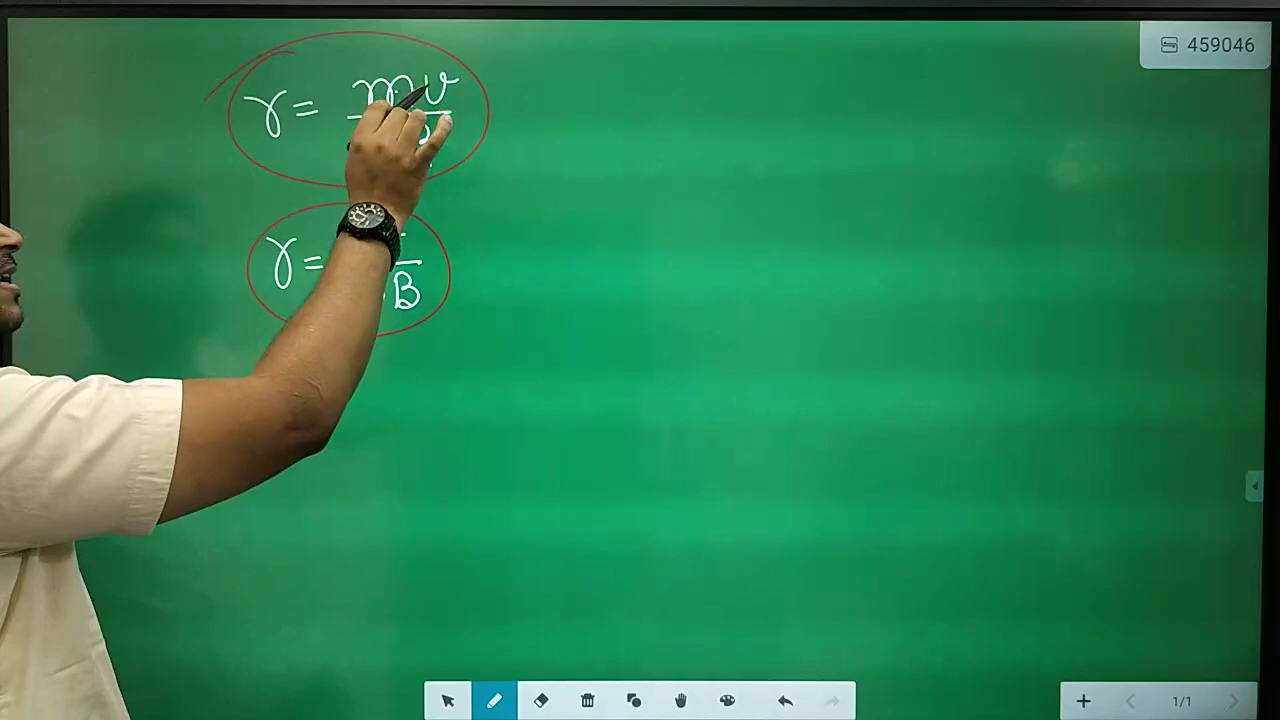 459046
r = mv
r =
B
1/1